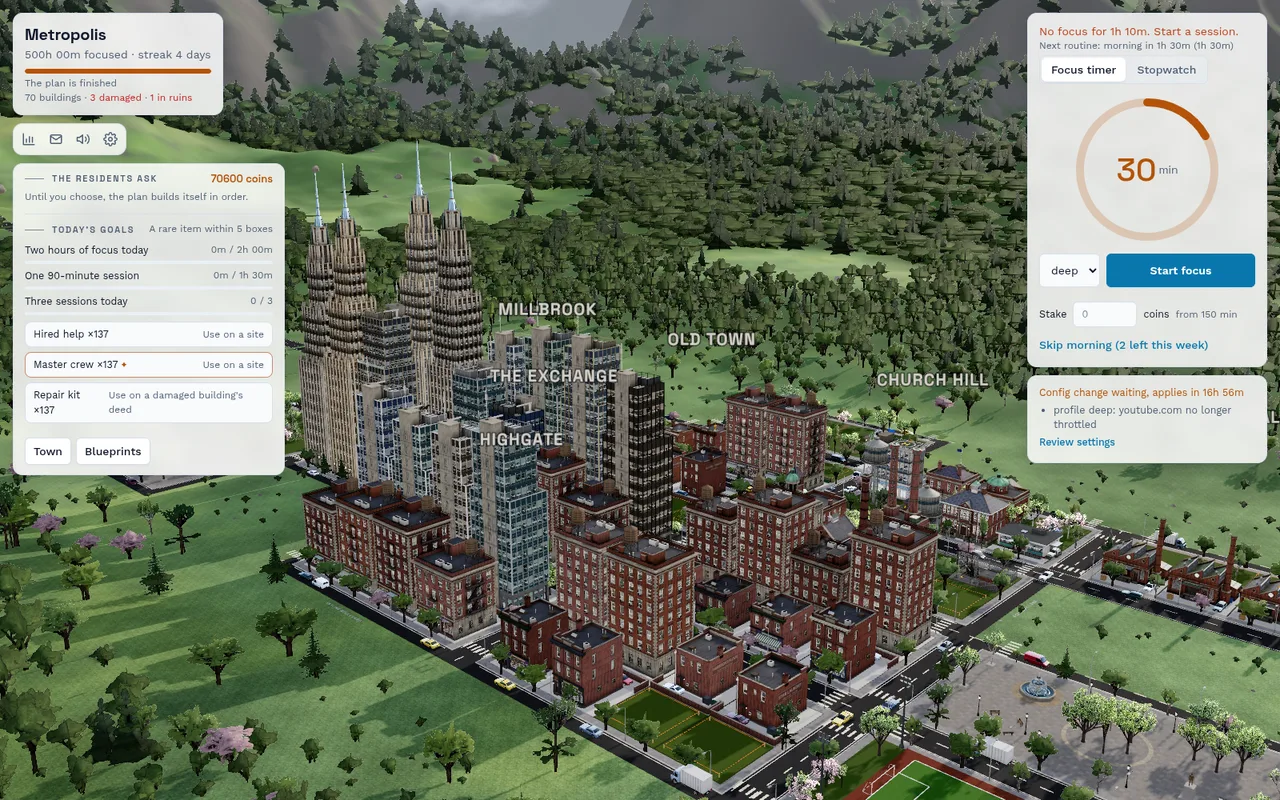 Metropolis
500h 00m focused · streak 4 days
The plan is finished
70 buildings · 3 damaged · 1 in ruins
THE RESIDENTS ASK 70600 coins
Until you choose, the plan builds itself in order.
TODAY'S GOALS A rare item within 5 boxes
Two hours of focus today 0m / 2h 00m
One 90-minute session 0m / 1h 30m
Three sessions today 0 / 3
Hired help ×137 Use on a site
Master crew ×137 ✦ Use on a site
Repair kit ×137 Use on a damaged building's deed
Town Blueprints
MILLBROOK
OLD TOWN
THE EXCHANGE
CHURCH HILL
HIGHGATE
No focus for 1h 10m. Start a session.
Next routine: morning in 1h 30m (1h 30m)
Focus timer Stopwatch
30 min
deep Start focus
Stake 0 coins from 150 min
Skip morning (2 left this week)
Config change waiting, applies in 16h 56m
• profile deep: youtube.com no longer
throttled
Review settings